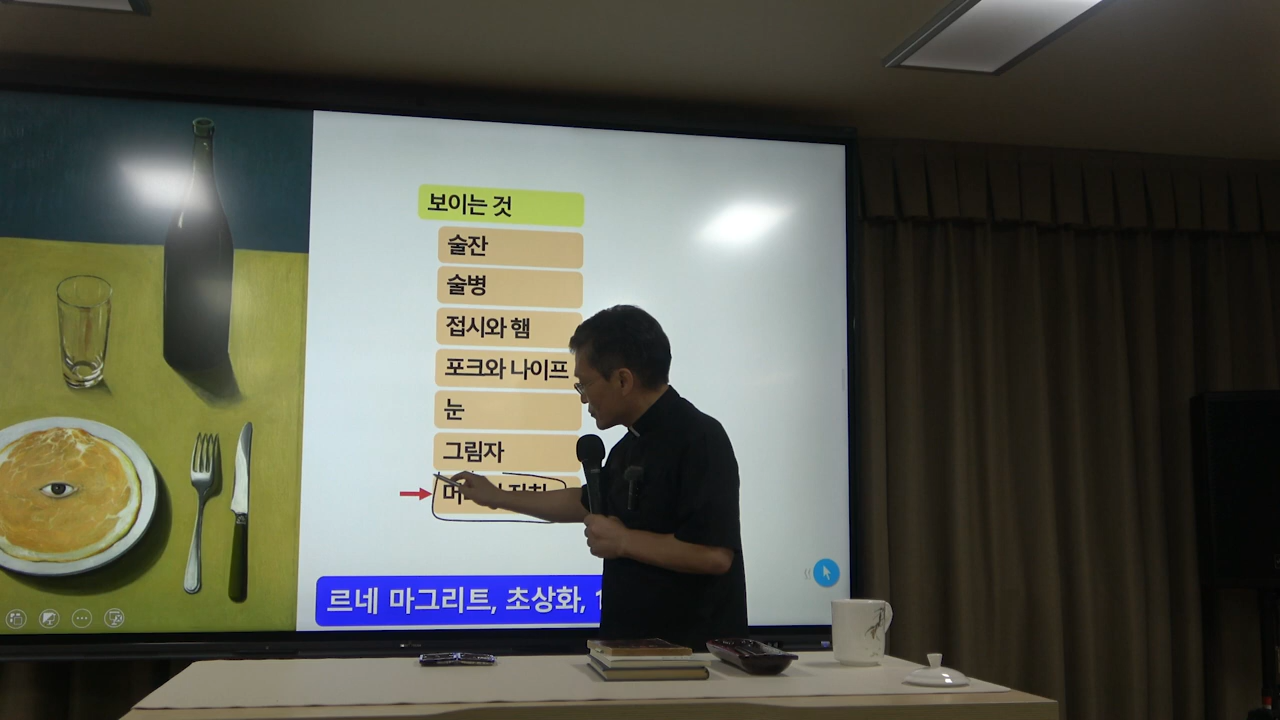 보이는 것
술잔
술병
접시와 햄
포크와 나이프
눈
그림자
르네 마그리트, 초상화,